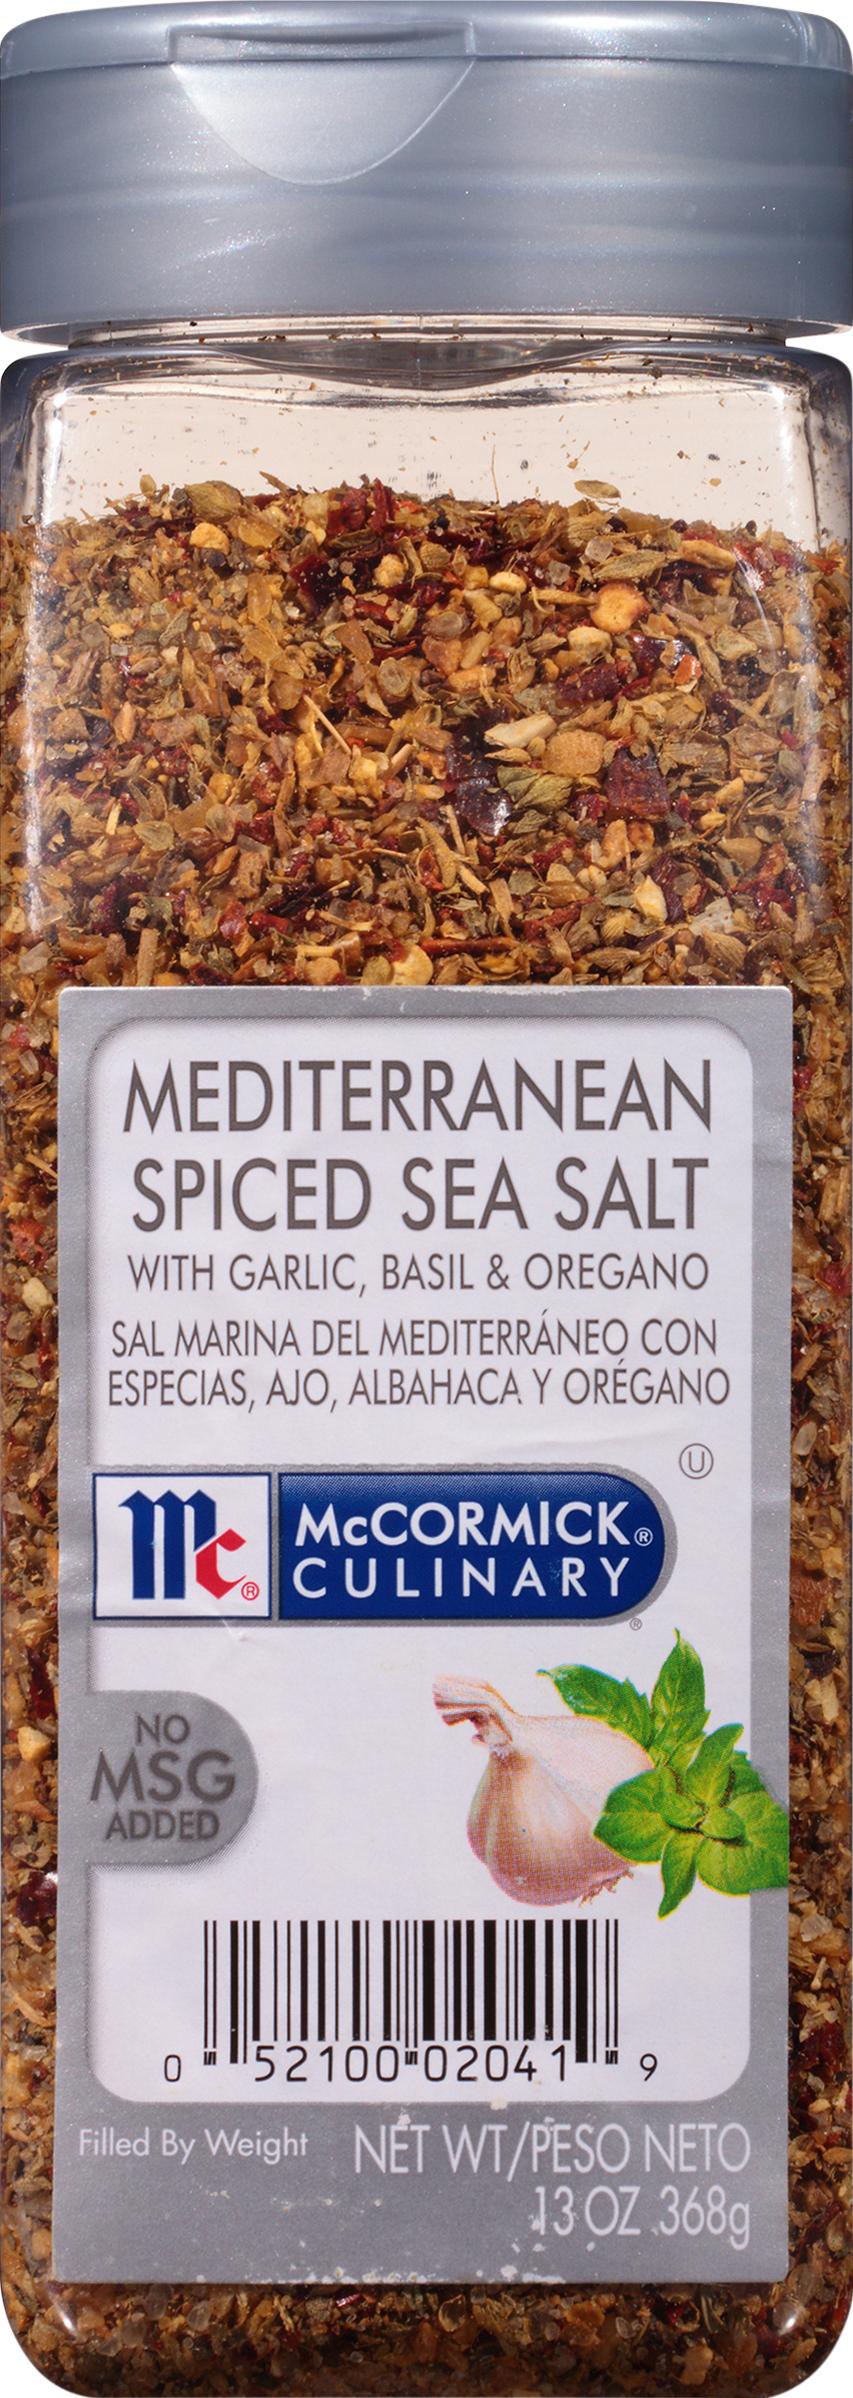 MEDITERRANEAN
SPICED SEA SALT
WITH GARLIC, BASIL & OREGANO
SAL MARINA DEL MEDITERRÁNEO CON
ESPECIAS, AJO, ALBAHACA Y ORÉGANO
U
Mc®
McCORMICK®
CULINARY
®
NO
MSG
ADDED
0 52100 02041 9
Filled By Weight
NET WT/PESO NETO
13 OZ 368g